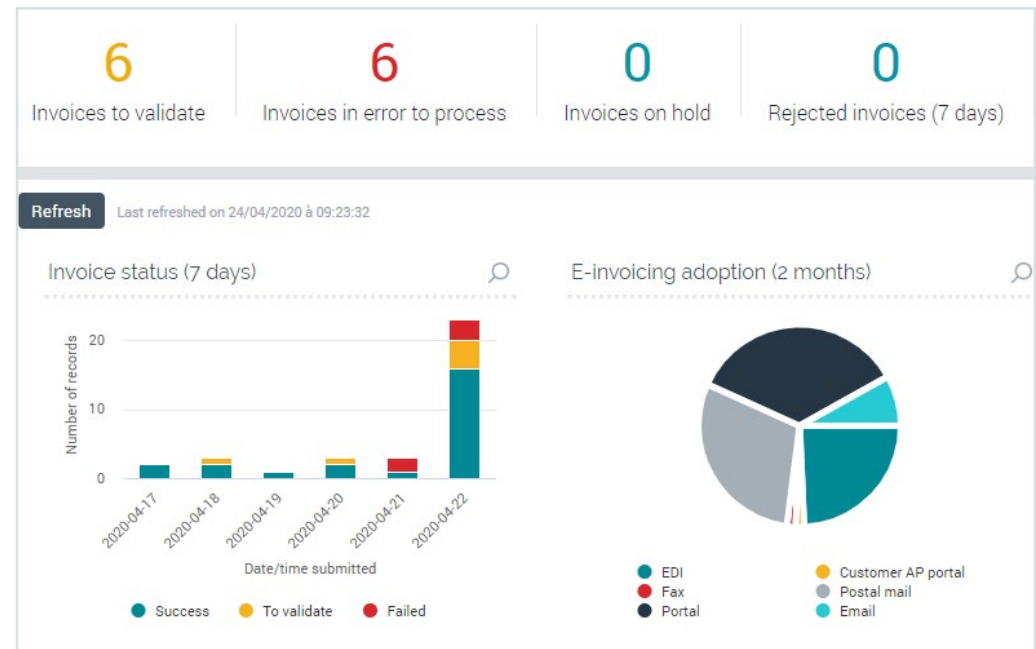 6
Invoices to validate
6
Invoices in error to process
0
Invoices on hold
0
Rejected invoices (7 days)
Refresh
Last refreshed on 24/04/2020 à 09:23:32
Invoice status (7 days)
Number of records
20
10
0
2020-04-17
2020-04-18
2020-04-19
2020-04-20
2020-04-21
2020-04-22
Date/time submitted
Success
To validate
Failed
E-invoicing adoption (2 months)
EDI
Fax
Portal
Customer AP portal
Postal mail
Email